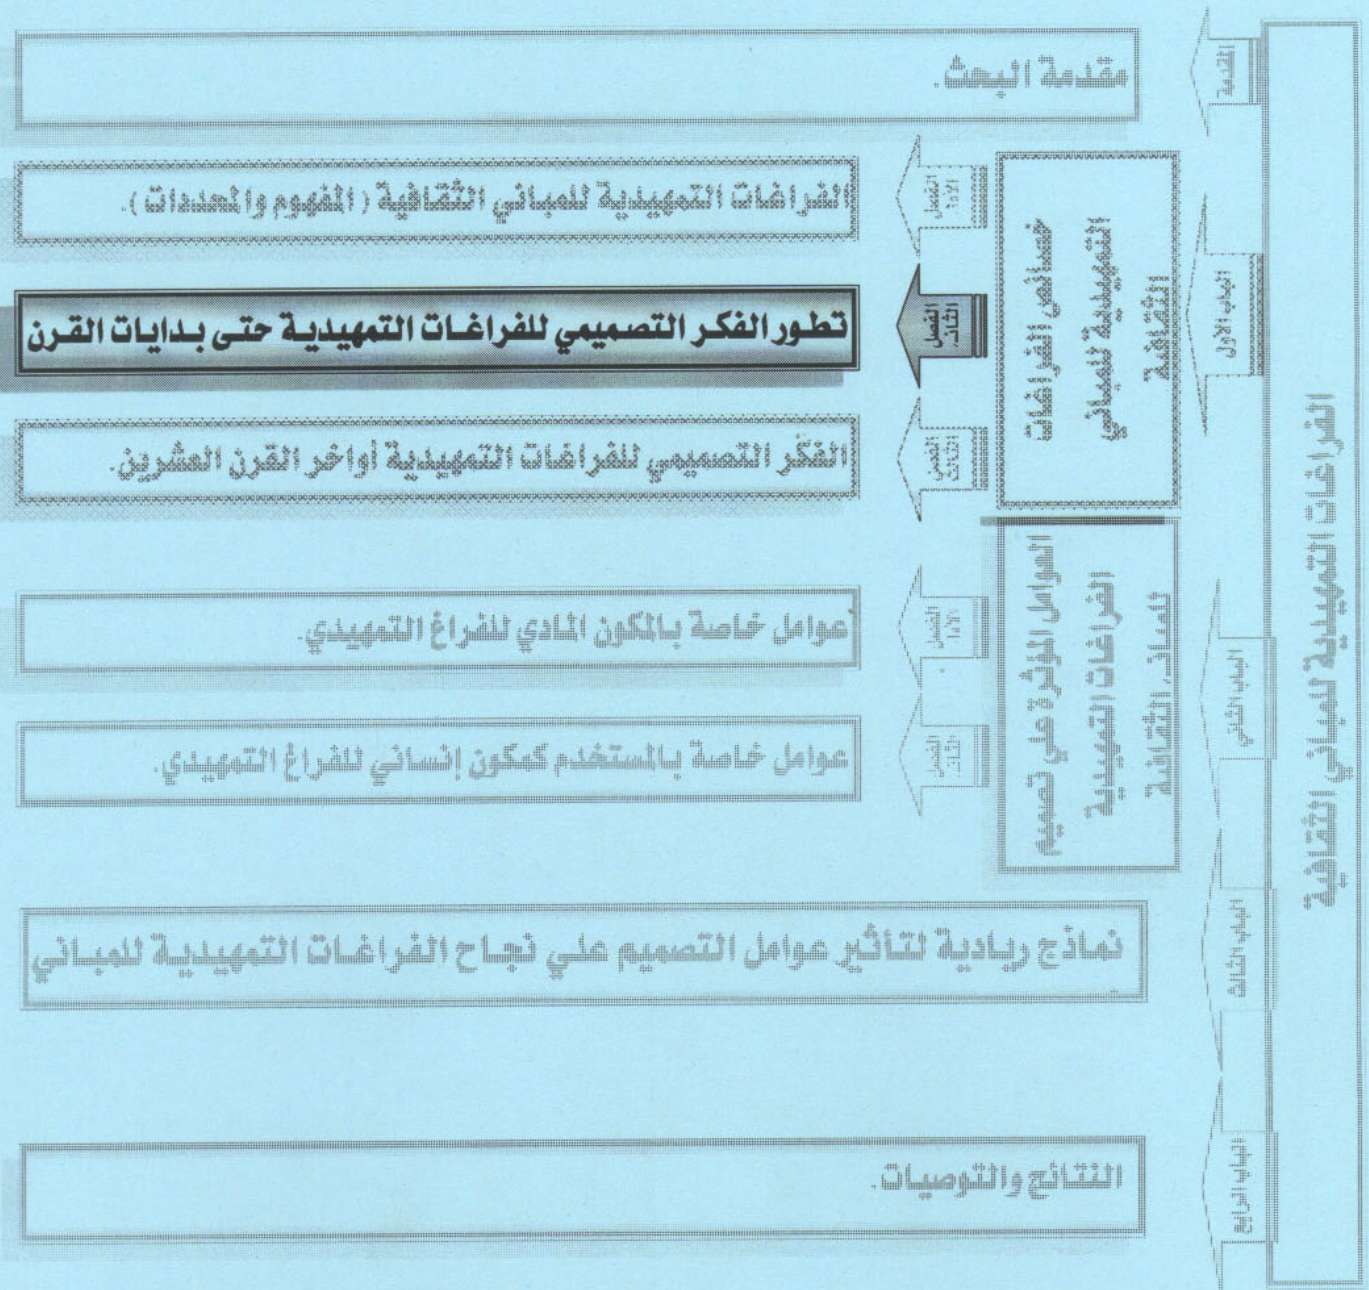 الفراغات التمهيدية للمباني الثقافية
المقدمة
مقدمة البحث.
الباب الأول
خصائص الفراغات
التمهيدية للمباني
الثقافية
الفصل
الأول
الفراغات التمهيدية للمباني الثقافية (المفهوم والمحددات).
الفصل
الثاني
تطور الفكر التصميمي للفراغات التمهيدية حتى بدايات القرن
الفصل
الثالث
الفكر التصميمي للفراغات التمهيدية أواخر القرن العشرين.
الباب الثاني
العوامل المؤثرة علي تصميم
الفراغات التمهيدية
للمباني الثقافية
الفصل
الأول
عوامل خاصة بالمكون المادي للفراغ التمهيدي.
الفصل
الثاني
عوامل خاصة بالمستخدم كمكون إنساني للفراغ التمهيدي.
الباب الثالث
نماذج ريادية لتأثير عوامل التصميم علي نجاح الفراغات التمهيدية للمباني
.
الباب الرابع
النتائج والتوصيات.